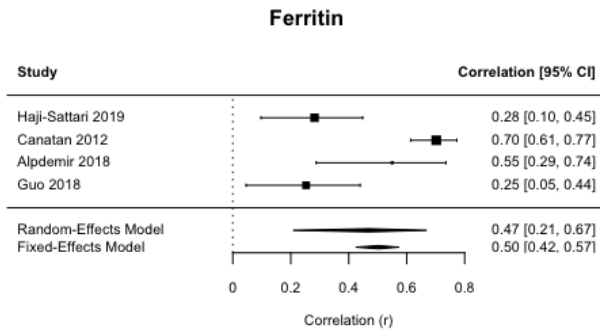 Ferritin
Study Correlation [95% CI]
Haji-Sattari 2019 0.28 [0.10, 0.45]
Canatan 2012 0.70 [0.61, 0.77]
Alpdemir 2018 0.55 [0.29, 0.74]
Guo 2018 0.25 [0.05, 0.44]
Random-Effects Model 0.47 [0.21, 0.67]
Fixed-Effects Model 0.50 [0.42, 0.57]
0 0.2 0.4 0.6 0.8
Correlation (r)